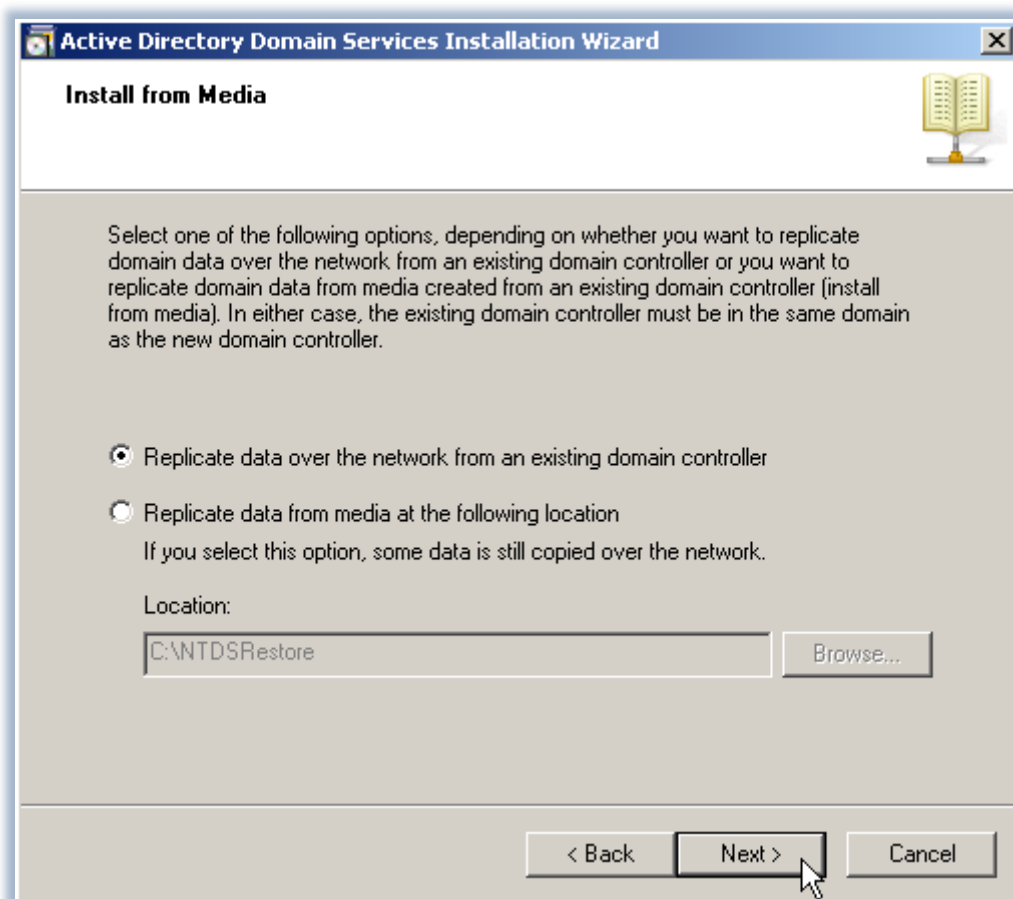 Active Directory Domain Services Installation Wizard
Install from Media
Select one of the following options, depending on whether you want to replicate
domain data over the network from an existing domain controller or you want to
replicate domain data from media created from an existing domain controller (install
from media). In either case, the existing domain controller must be in the same domain
as the new domain controller.
Replicate data over the network from an existing domain controller
Replicate data from media at the following location
If you select this option, some data is still copied over the network.
Location:
C:\NTDSRestore
Browse...
< Back
Next >
Cancel